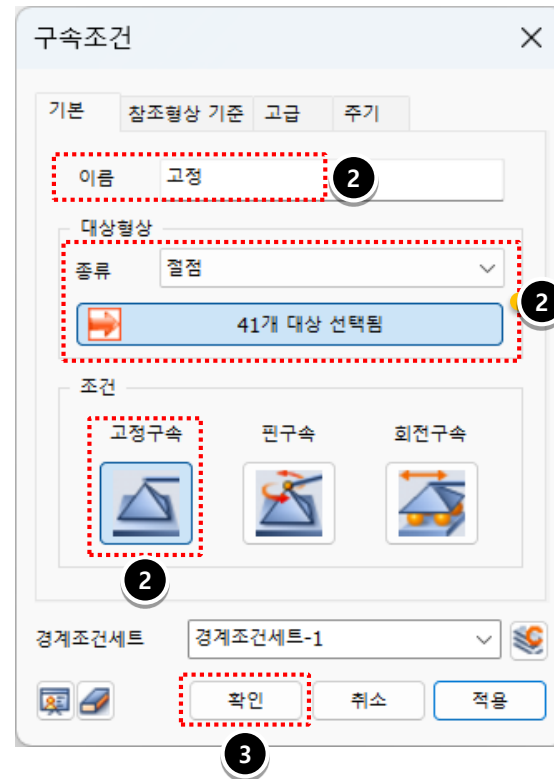 구속조건
기본 참조형상 기준 고급 주기
이름 고정 2
대상형상
종류 절점
41개 대상 선택됨 2
조건
고정구속 핀구속 회전구속
2
경계조건세트 경계조건세트-1
확인 취소 적용
3